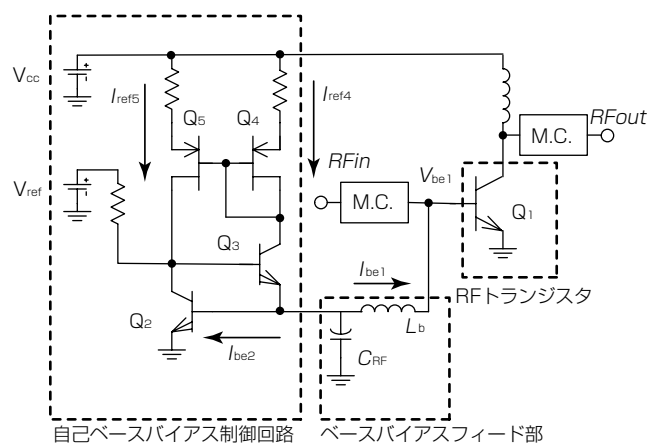 Vcc
Iref5
Iref4
Q5
Q4
RFin
M.C.
Vbe1
M.C.
RFout
Q1
Vref
Q3
Ibe1
RFトランジスタ
Q2
Ibe2
CRF
Lb
自己ベースバイアス制御回路
ベースバイアスフィード部